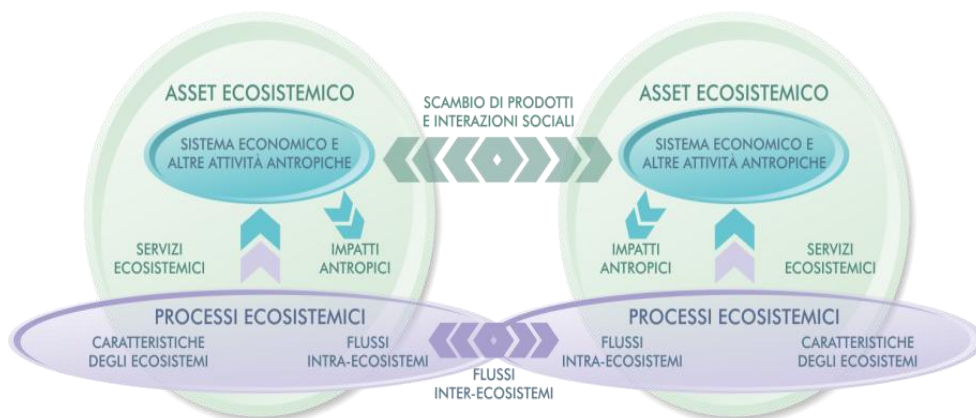 ASSET ECOSISTEMICO
SISTEMA ECONOMICO E
ALTRE ATTIVITÀ ANTROPICHE
SERVIZI
ECOSISTEMICI
IMPATTI
ANTROPICI
PROCESSI ECOSISTEMICI
CARATTERISTICHE
DEGLI ECOSISTEMI
FLUSSI
INTRA-ECOSISTEMI
SCAMBIO DI PRODOTTI
E INTERAZIONI SOCIALI
FLUSSI
INTER-ECOSISTEMI
ASSET ECOSISTEMICO
SISTEMA ECONOMICO E
ALTRE ATTIVITÀ ANTROPICHE
IMPATTI
ANTROPICI
SERVIZI
ECOSISTEMICI
PROCESSI ECOSISTEMICI
FLUSSI
INTRA-ECOSISTEMI
CARATTERISTICHE
DEGLI ECOSISTEMI